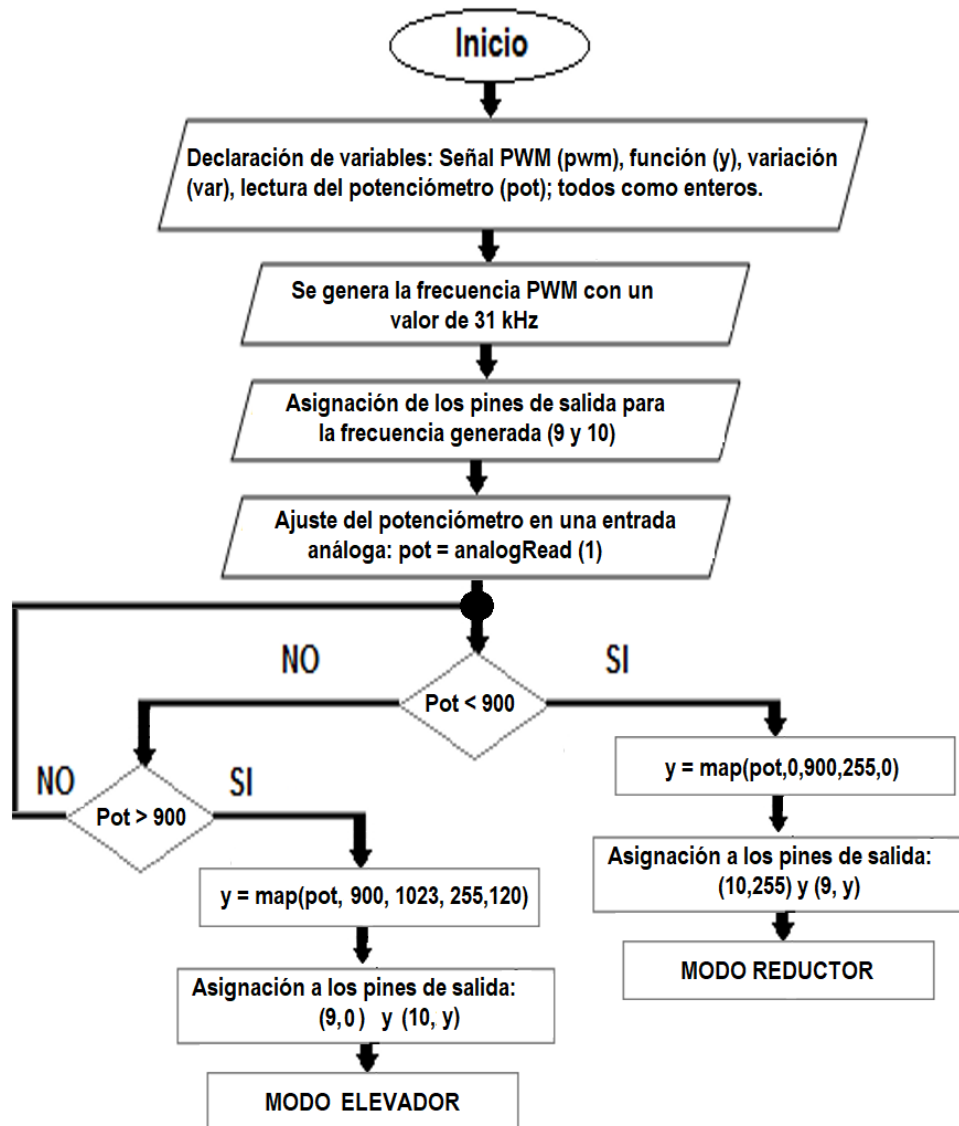 Inicio
Declaración de variables: Señal PWM (pwm), función (y), variación
(var), lectura del potenciómetro (pot); todos como enteros.
Se genera la frecuencia PWM con un
valor de 31 kHz
Asignación de los pines de salida para
la frecuencia generada (9 y 10)
Ajuste del potenciómetro en una entrada
análoga: pot = analogRead (1)
NO
SI
Pot < 900
NO
SI
Pot > 900
y = map(pot,0,900,255,0)
Asignación a los pines de salida:
(10,255) y (9, y)
MODO REDUCTOR
y = map(pot, 900, 1023, 255,120)
Asignación a los pines de salida:
(9,0) y (10, y)
MODO ELEVADOR